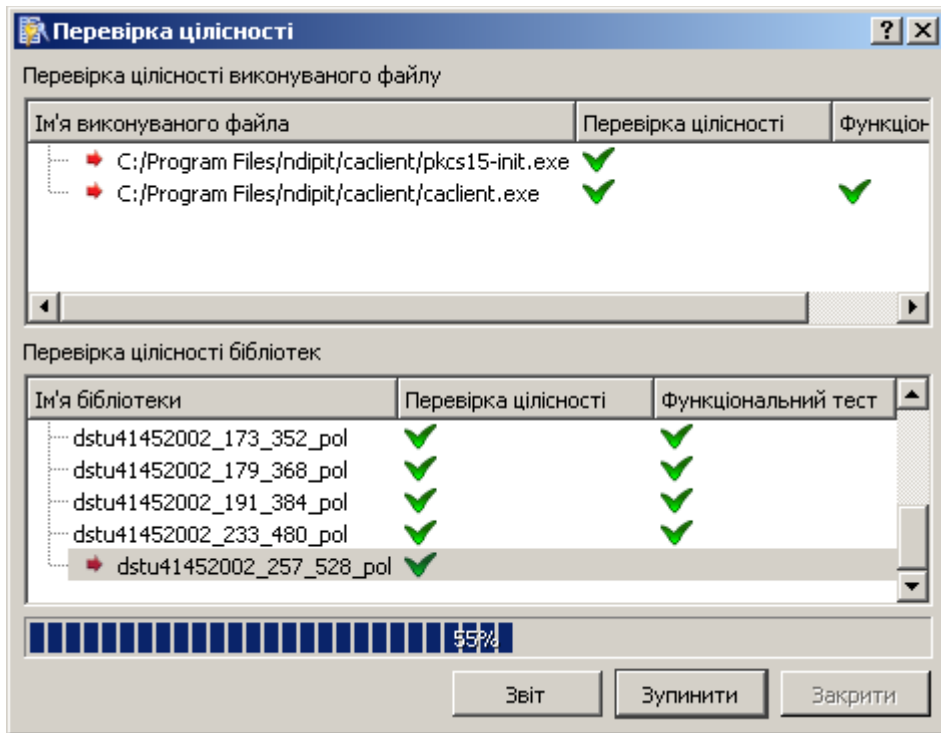 Перевірка цілісності
Перевірка цілісності виконуваного файлу
Ім'я виконуваного файла Перевірка цілісності Функціон
C:/Program Files/ndipit/caclient/pkcs15-init.exe
C:/Program Files/ndipit/caclient/caclient.exe
Перевірка цілісності бібліотек
Ім'я бібліотеки Перевірка цілісності Функціональний тест
dstu41452002_173_352_pol
dstu41452002_179_368_pol
dstu41452002_191_384_pol
dstu41452002_233_480_pol
dstu41452002_257_528_pol
55%
Звіт Зупинити Закрити